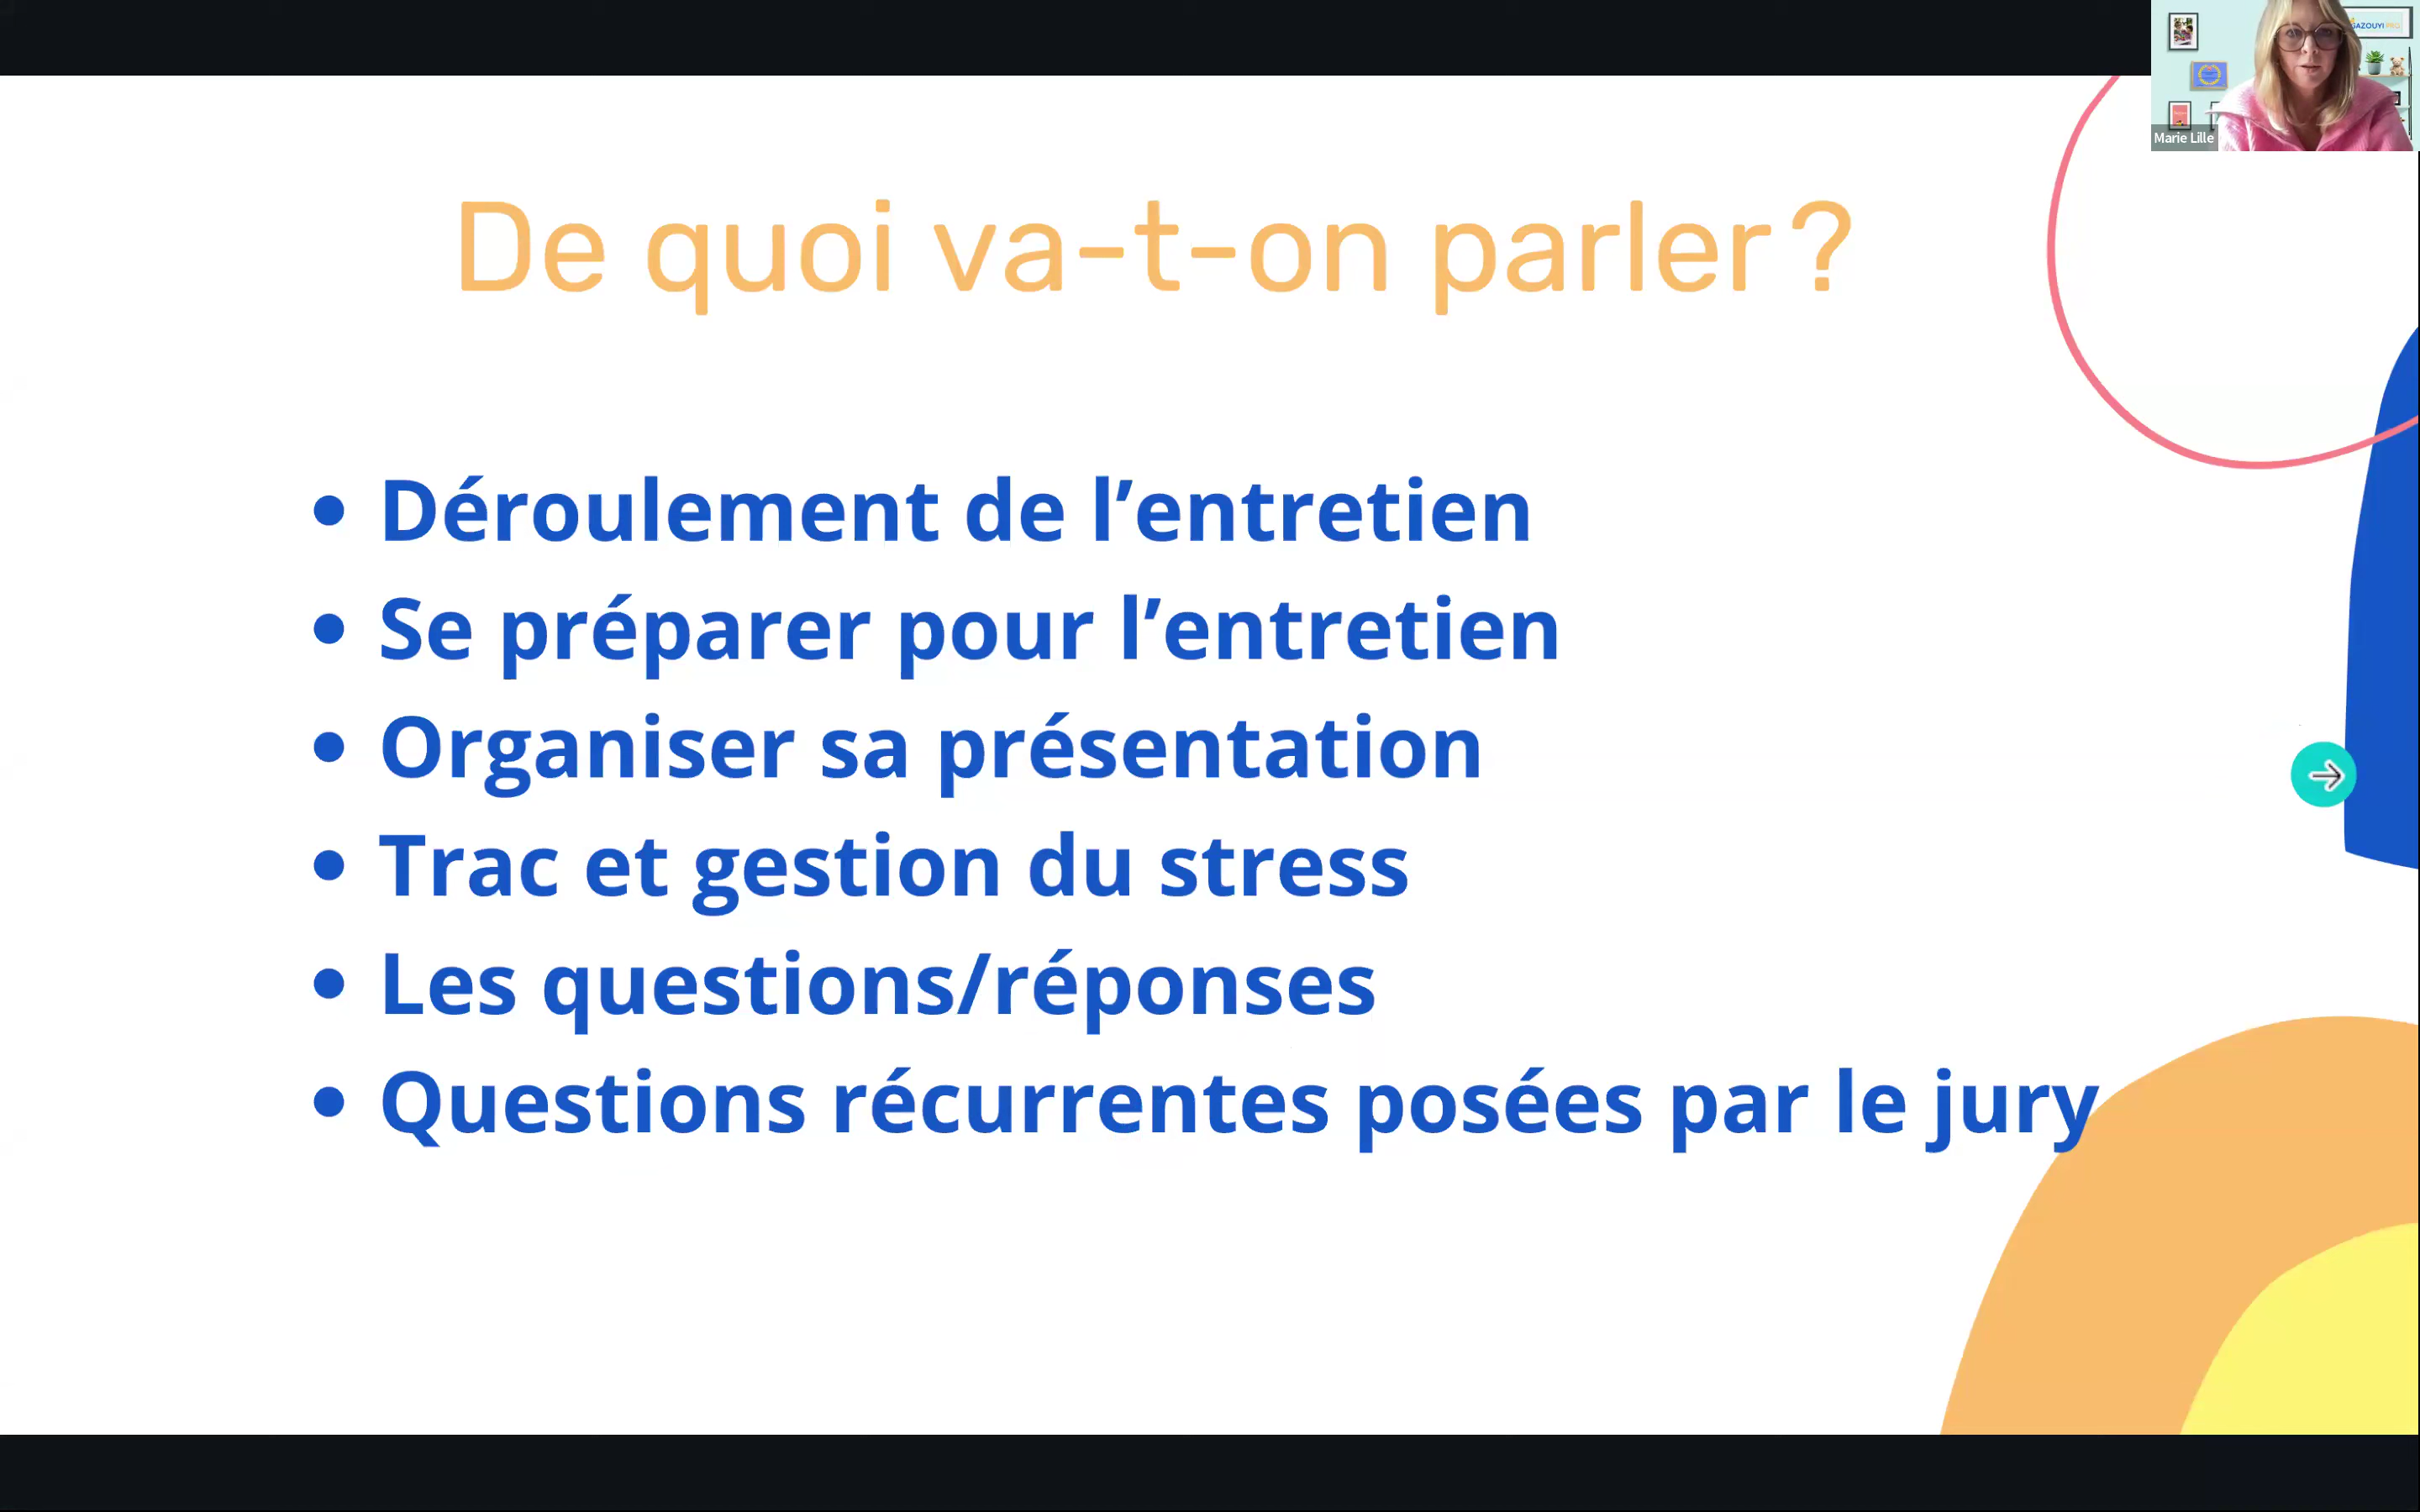 Marie Lille
De quoi va-t-on parler ?
• Déroulement de l’entretien
• Se préparer pour l’entretien
• Organiser sa présentation
• Trac et gestion du stress
• Les questions/réponses
• Questions récurrentes posées par le jury